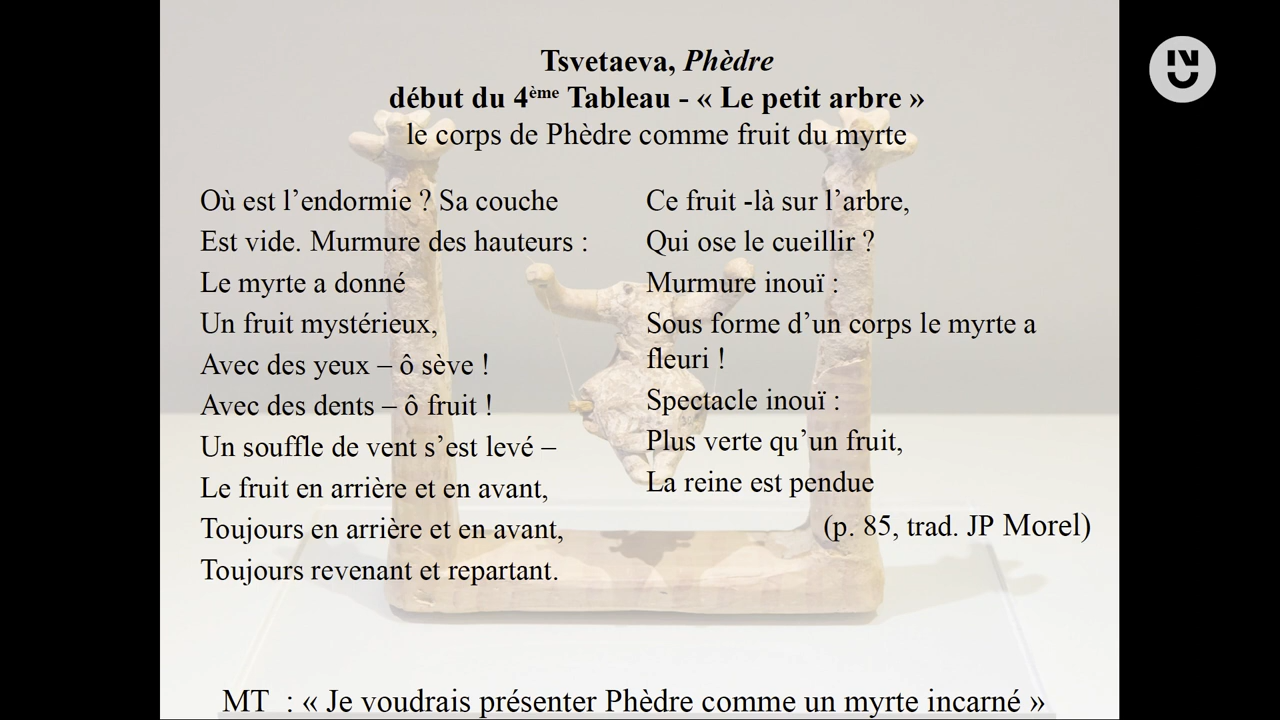 Tsvetaeva, Phèdre
début du 4ème Tableau - « Le petit arbre »
le corps de Phèdre comme fruit du myrte
Où est l’endormie ? Sa couche
Est vide. Murmure des hauteurs :
Le myrte a donné
Un fruit mystérieux,
Avec des yeux – ô sève !
Avec des dents – ô fruit !
Un souffle de vent s’est levé –
Le fruit en arrière et en avant,
Toujours en arrière et en avant,
Toujours revenant et repartant.
Ce fruit -là sur l’arbre,
Qui ose le cueillir ?
Murmure inouï :
Sous forme d’un corps le myrte a
fleuri !
Spectacle inouï :
Plus verte qu’un fruit,
La reine est pendue
(p. 85, trad. JP Morel)
MT : « Je voudrais présenter Phèdre comme un myrte incarné »